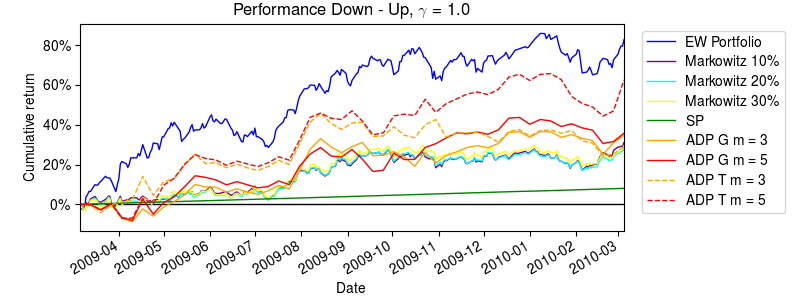 Performance Down - Up, γ = 1.0
Cumulative return
80%
60%
40%
20%
0%
2009-04
2009-05
2009-06
2009-07
2009-08
2009-09
2009-10
2009-11
2009-12
2010-01
2010-02
2010-03
Date
EW Portfolio
Markowitz 10%
Markowitz 20%
Markowitz 30%
SP
ADP G m = 3
ADP G m = 5
ADP T m = 3
ADP T m = 5